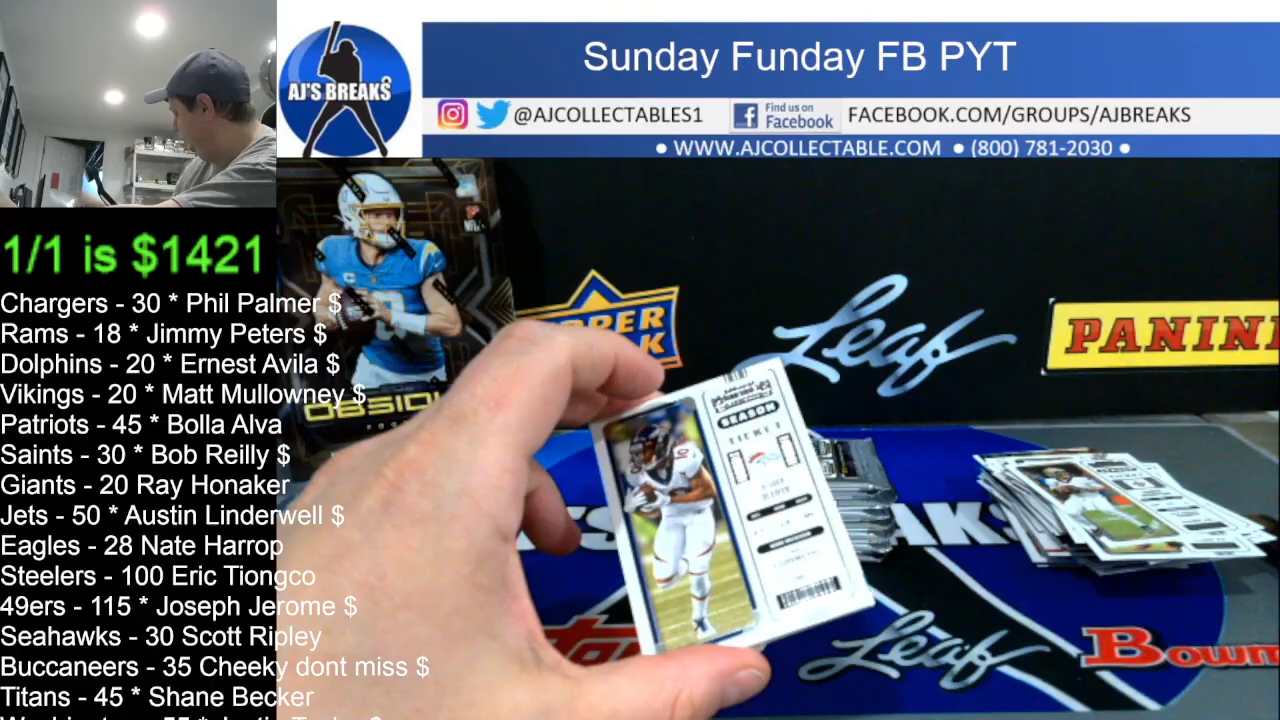 Sunday Funday FB PYT
AJ'S BREAKS
@AJCOLLECTABLES1
Find us on
Facebook
FACEBOOK.COM/GROUPS/AJBREAKS
• WWW.AJCOLLECTABLE.COM • (800) 781-2030 •
1/1 is $1421
Chargers - 30 * Phil Palmer $
Rams - 18 * Jimmy Peters $
Dolphins - 20 * Ernest Avila $
Vikings - 20 * Matt Mullowney $
Patriots - 45 * Bolla Alva
Saints - 30 * Bob Reilly $
Giants - 20 Ray Honaker
Jets - 50 * Austin Linderwell $
Eagles - 28 Nate Harrop
Steelers - 100 Eric Tiongco
49ers - 115 * Joseph Jerome $
Seahawks - 30 Scott Ripley
Buccaneers - 35 Cheeky dont miss $
Titans - 45 * Shane Becker
Leaf
PANINI
SEASON
TICKET
Leaf